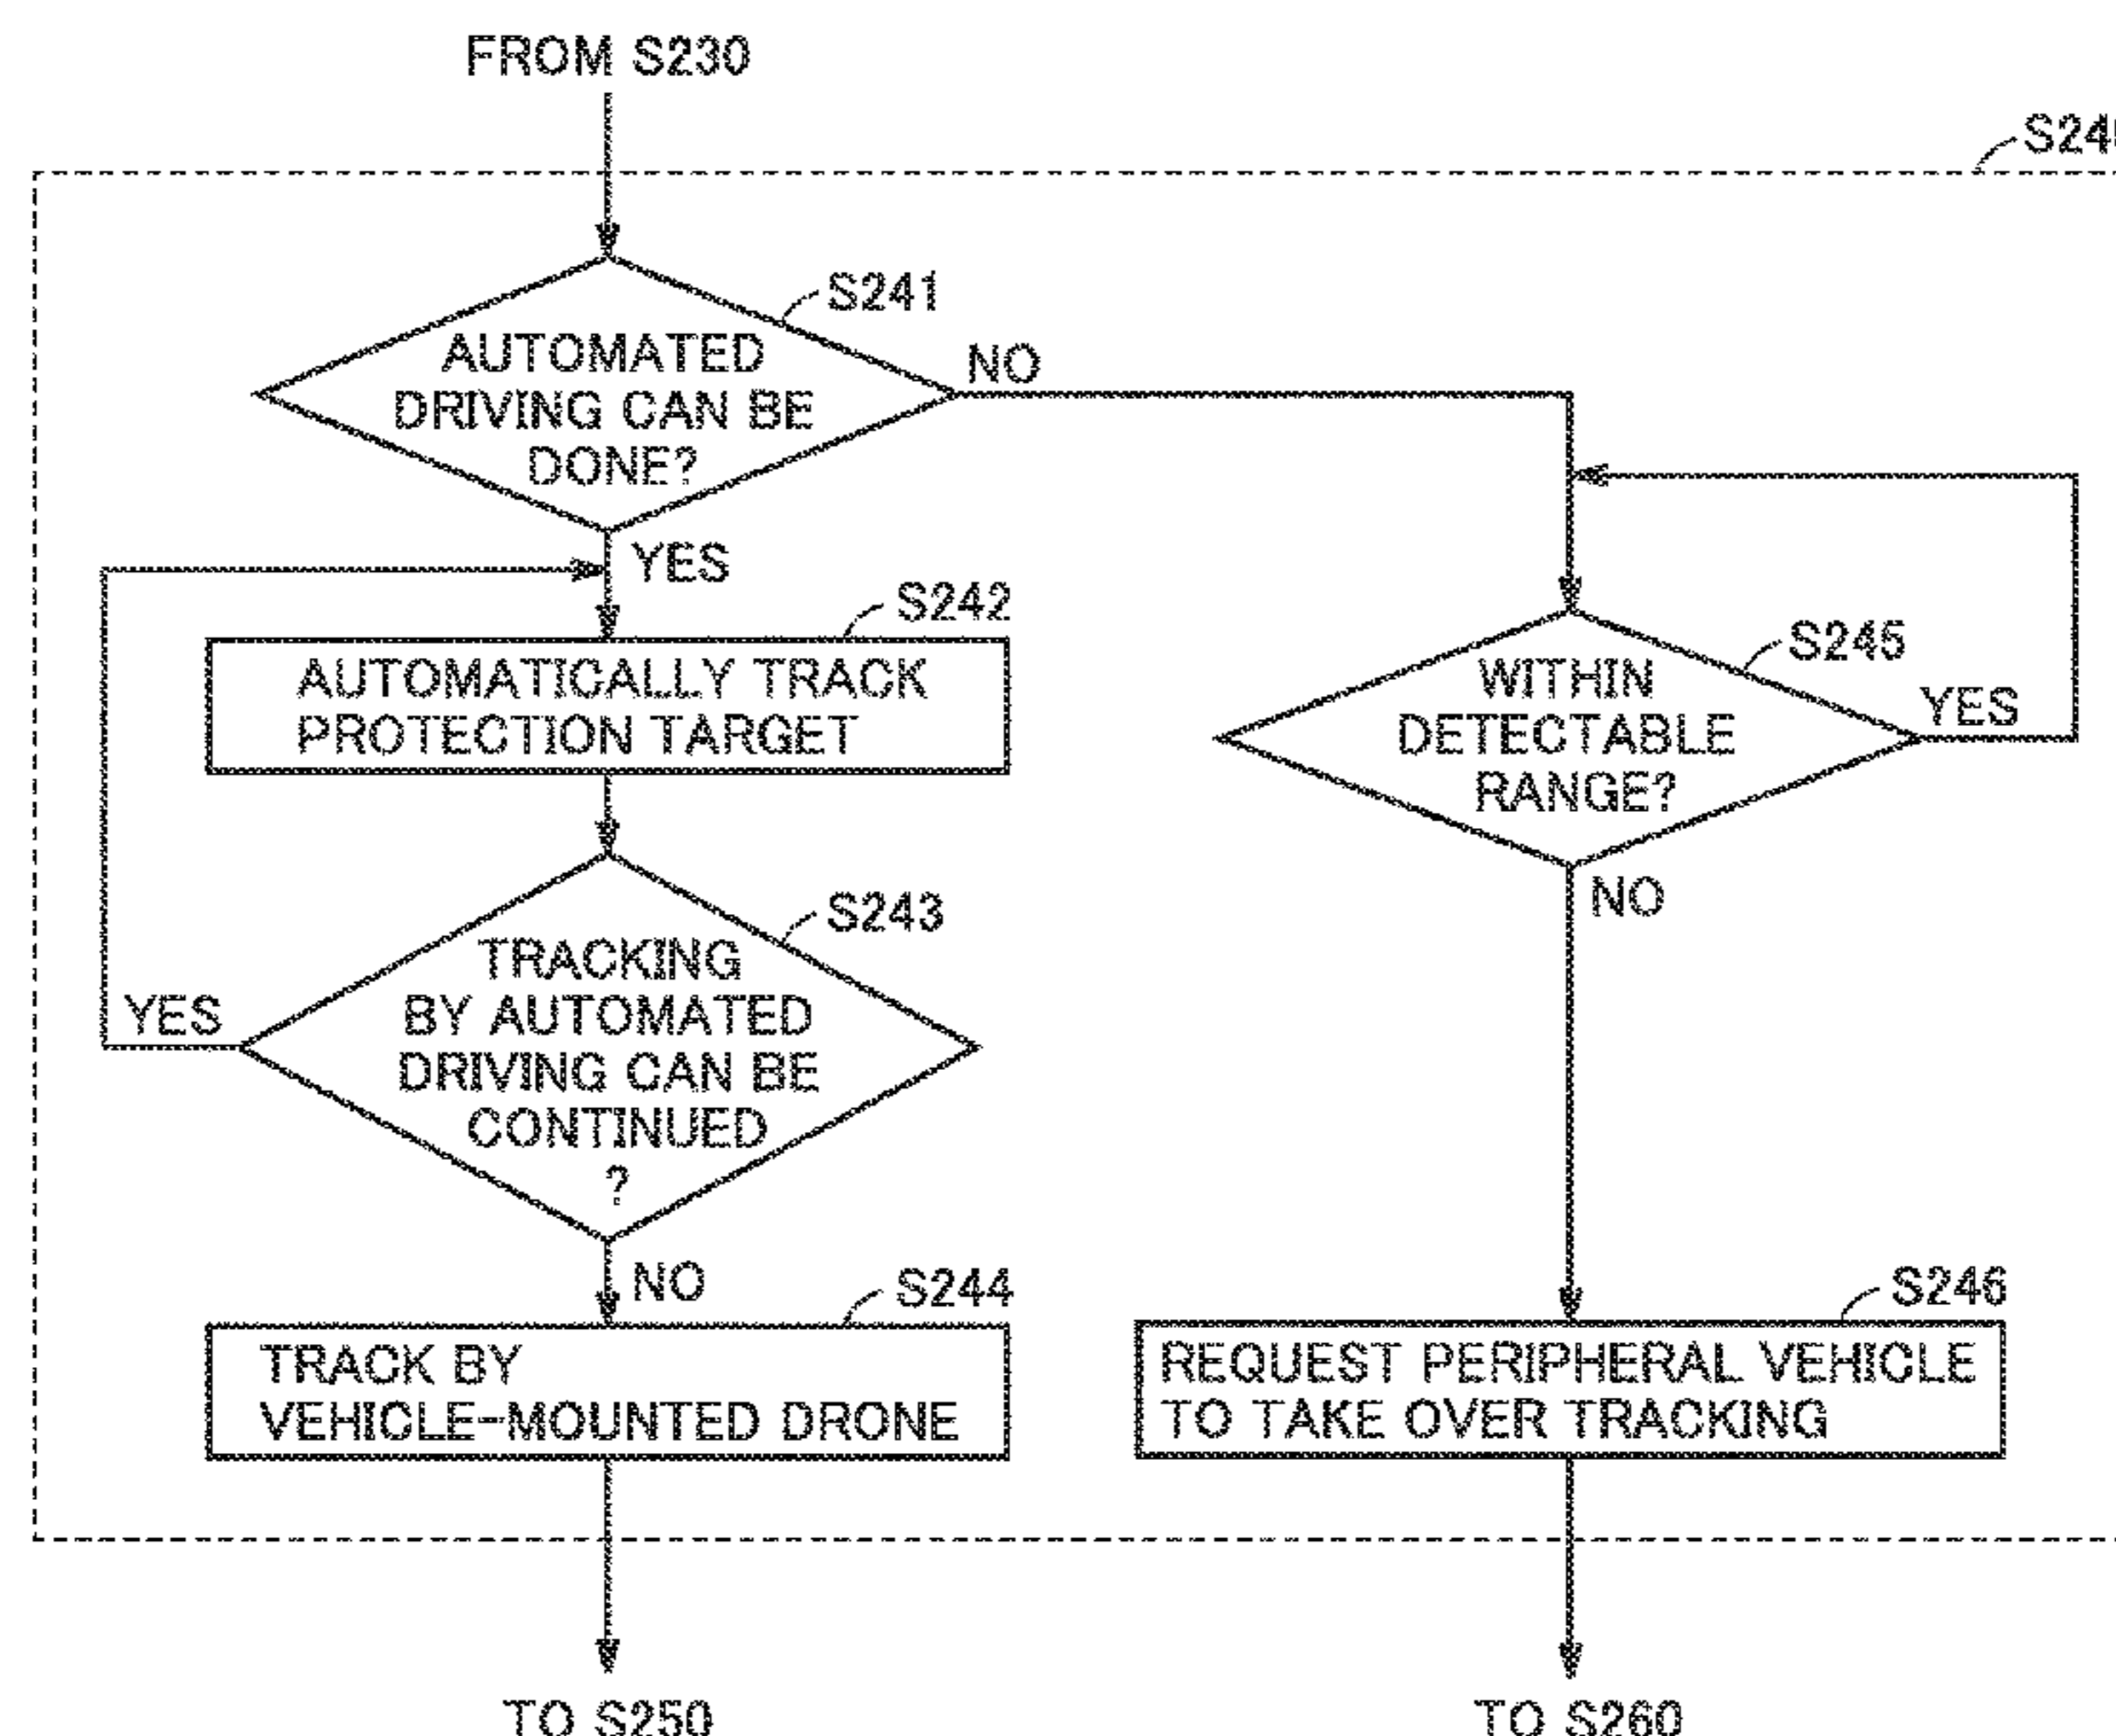 FROM S230
S241
AUTOMATED
DRIVING CAN BE
DONE?
NO
YES
S242
AUTOMATICALLY TRACK
PROTECTION TARGET
S245
WITHIN
DETECTABLE
RANGE?
YES
NO
S243
TRACKING
BY AUTOMATED
DRIVING CAN BE
CONTINUED
?
YES
NO
S244
TRACK BY
VEHICLE-MOUNTED DRONE
S246
REQUEST PERIPHERAL VEHICLE
TO TAKE OVER TRACKING
TO S250
TO S260